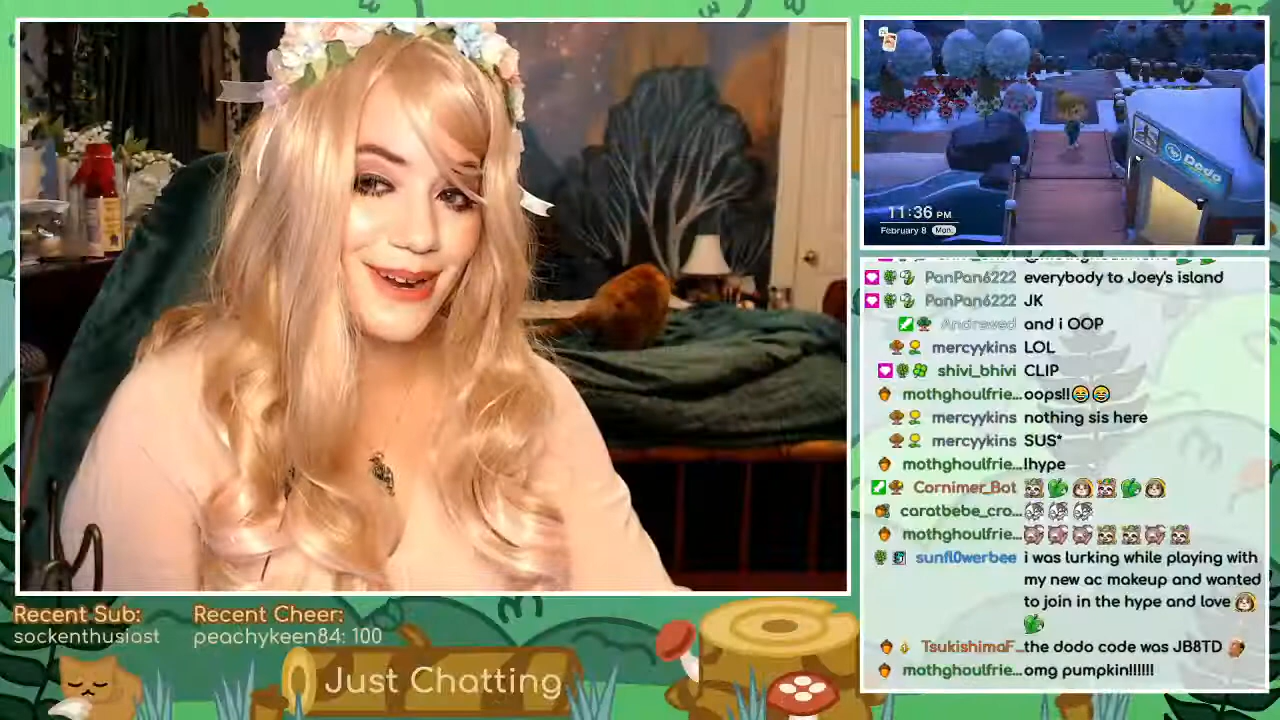 Dodo
11:36 PM
February 8 Mon.
PanPan6222 everybody to Joey's island
PanPan6222 JK
Andrewed and i OOP
mercyykins LOL
shivi_bhivi CLIP
mothghoulfrie... oops!!😂😂
mercyykins nothing sis here
mercyykins SUS*
mothghoulfrie... !hype
Cornimer_Bot
caratbebe_cro...
mothghoulfrie...
sunfl0werbee i was lurking while playing with
my new ac makeup and wanted
to join in the hype and love
TsukishimaF... the dodo code was JB8TD
mothghoulfrie... omg pumpkin!!!!!!
Recent Sub:
sockenthusiast
Recent Cheer:
peachykeen84: 100
Just Chatting